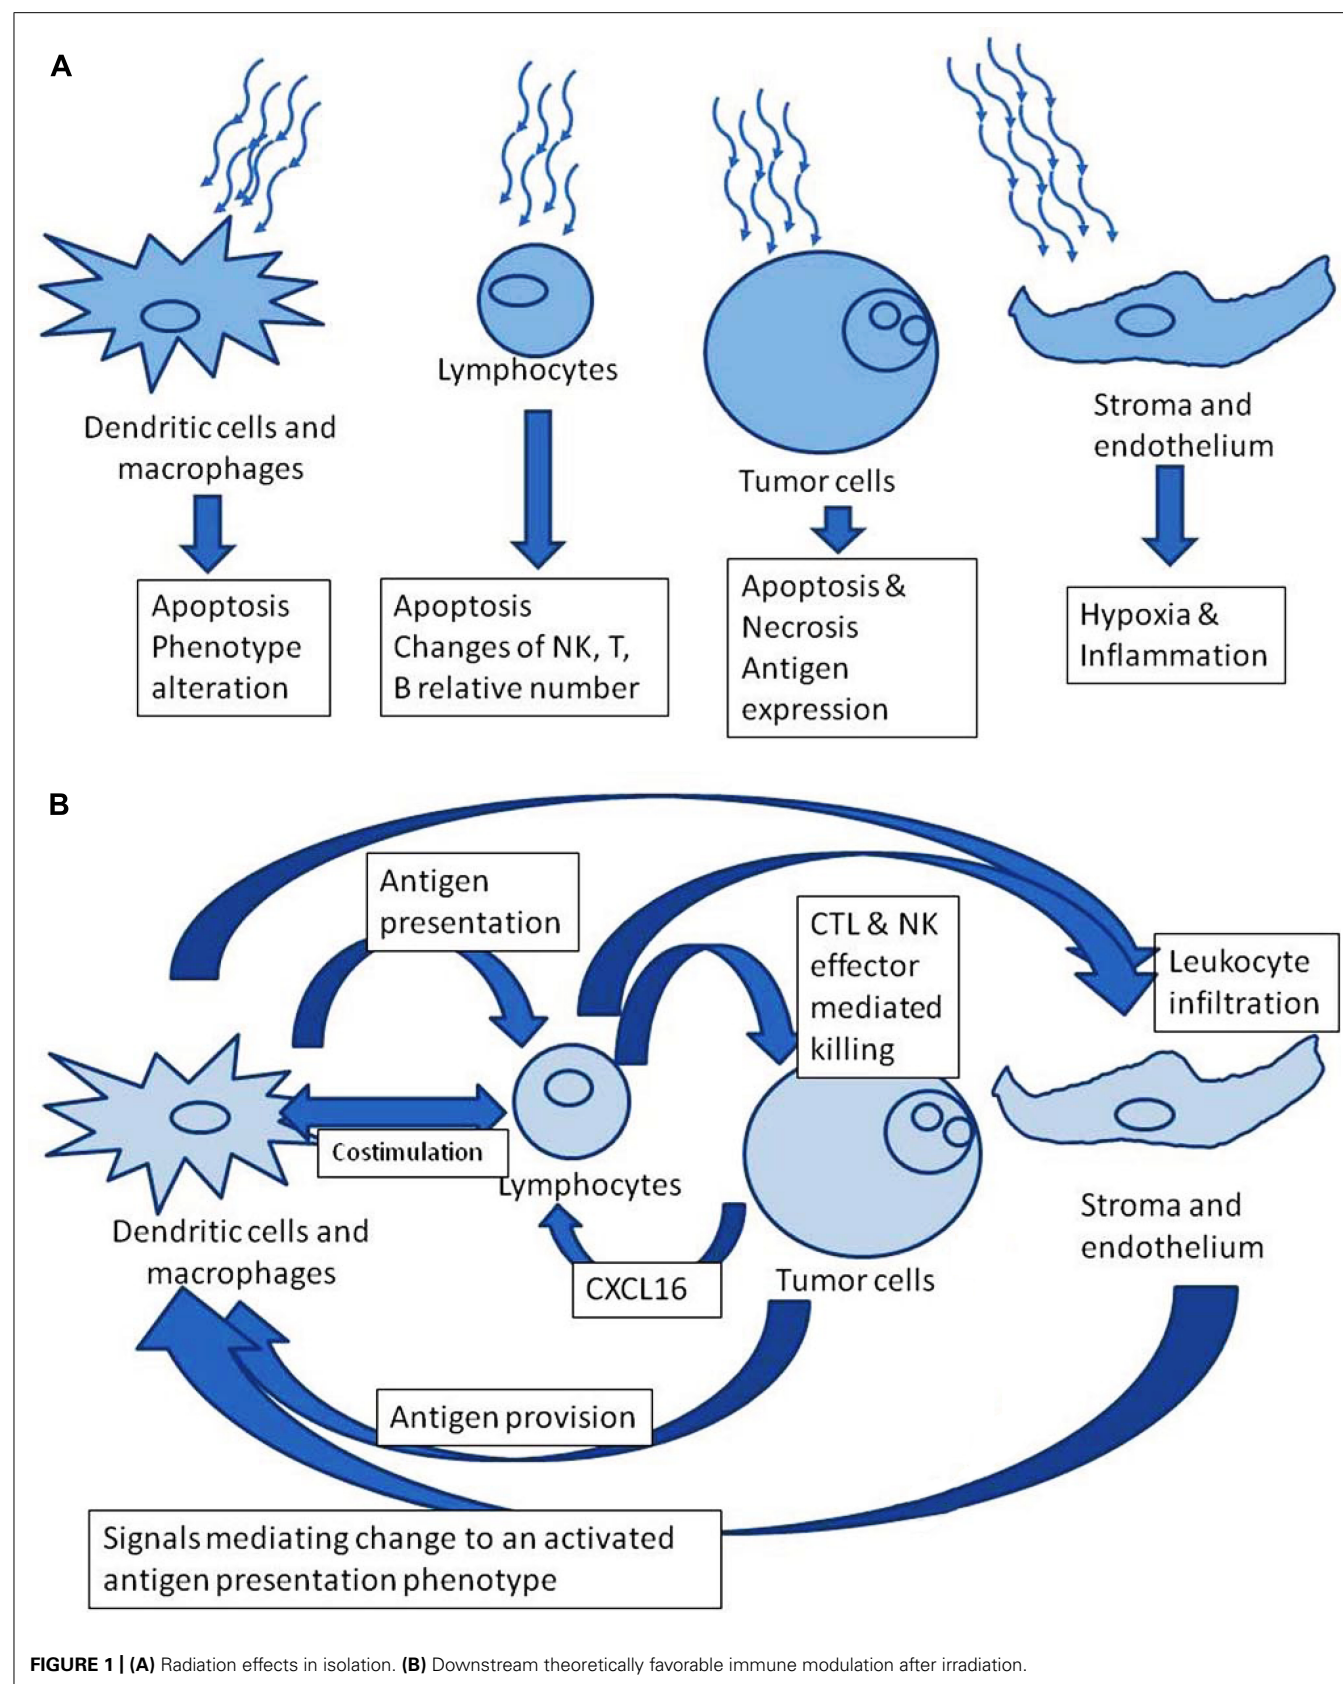 A
Dendritic cells and
macrophages
Lymphocytes
Tumor cells
Stroma and
endothelium
Apoptosis
Phenotype
alteration
Apoptosis
Changes of NK, T,
B relative number
Apoptosis &
Necrosis
Antigen
expression
Hypoxia &
Inflammation
B
Antigen
presentation
CTL & NK
effector
mediated
killing
Leukocyte
infiltration
Costimulation
Lymphocytes
Dendritic cells and
macrophages
CXCL16
Tumor cells
Stroma and
endothelium
Antigen provision
Signals mediating change to an activated
antigen presentation phenotype
FIGURE 1 | (A) Radiation effects in isolation. (B) Downstream theoretically favorable immune modulation after irradiation.